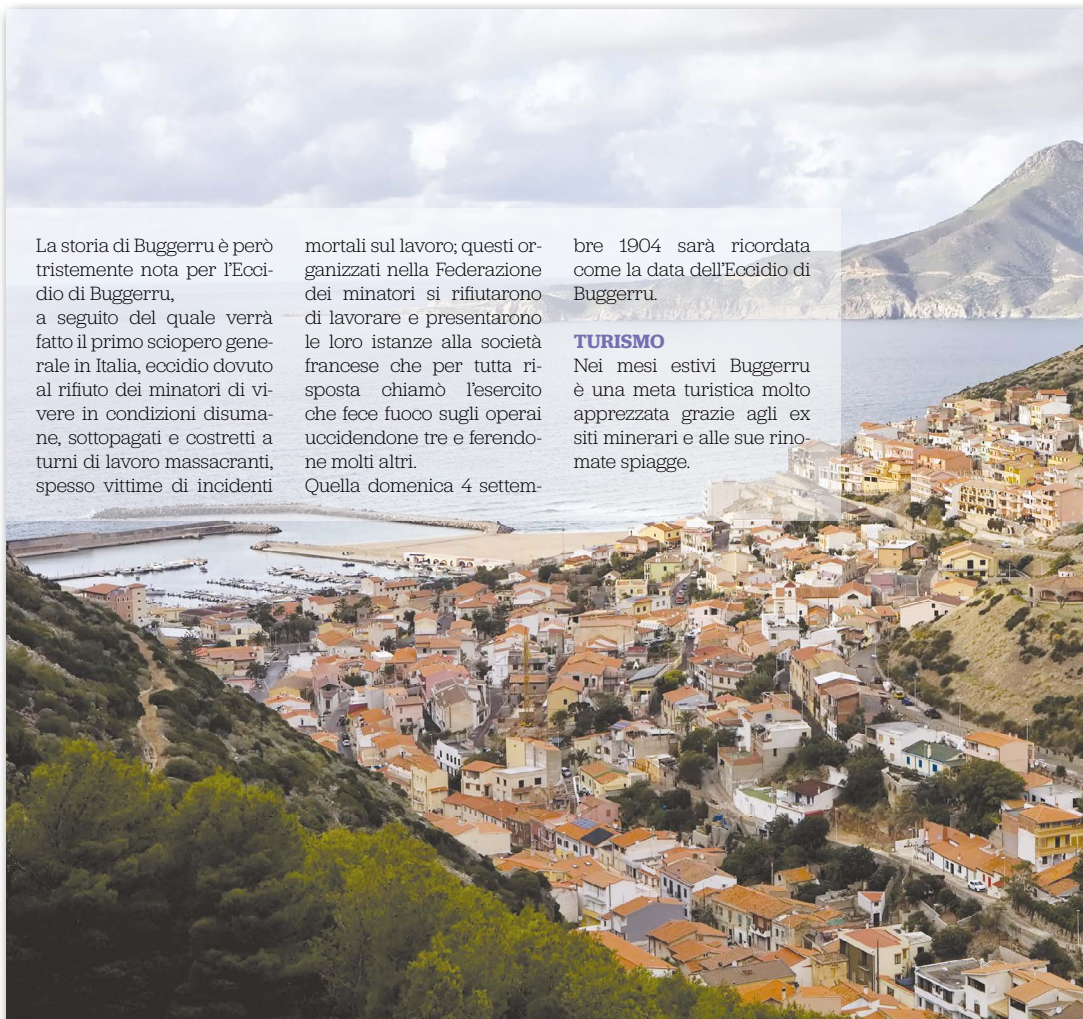 La storia di Buggerru è però
tristemente nota per l'Ecci-
dio di Buggerru,
a seguito del quale verrà
fatto il primo sciopero gene-
rale in Italia, eccidio dovuto
al rifiuto dei minatori di vi-
vere in condizioni disuma-
ne, sottopagati e costretti a
turni di lavoro massacranti,
spesso vittime di incidenti
mortali sul lavoro; questi or-
ganizzati nella Federazione
dei minatori si rifiutarono
di lavorare e presentarono
le loro istanze alla società
francese che per tutta ri-
sposta chiamò l'esercito
che fece fuoco sugli operai
uccidendone tre e ferendo-
ne molti altri.
Quella domenica 4 settem-
bre 1904 sarà ricordata
come la data dell'Eccidio di
Buggerru.
TURISMO
Nei mesi estivi Buggerru
è una meta turistica molto
apprezzata grazie agli ex
siti minerari e alle sue rino-
mate spiagge.